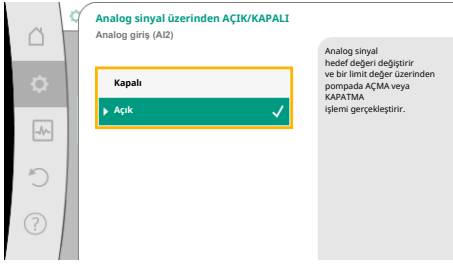 Analog sinyal üzerinden AÇIK/KAPALI
Analog giriş (AI2)
Kapalı
Açık
Analog sinyal
hedef değeri değiştirir
ve bir limit değer üzerinden
pompada AÇMA veya
KAPATMA
işlemi gerçekleştirir.
?